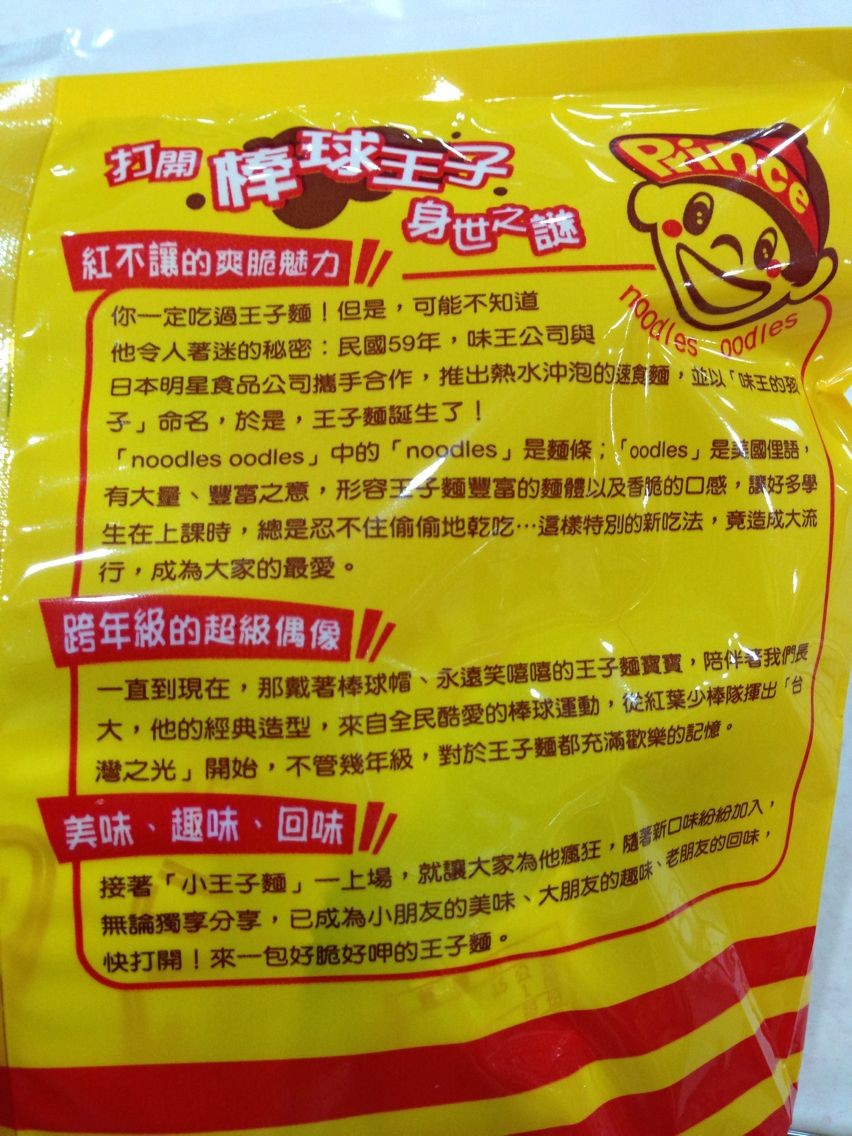 打開棒球王子
身世之謎
Prince
noodles oodles
紅不讓的爽脆魅力
你一定吃過王子麵！但是，可能不知道
他令人著迷的秘密：民國59年，味王公司與
日本明星食品公司攜手合作，推出熱水沖泡的速食麵，並以「味王的孩
子」命名，於是，王子麵誕生了！
「noodles oodles」中的「noodles」是麵條；「oodles」是美國俚語，
有大量、豐富之意，形容王子麵豐富的麵體以及香脆的口感，讓好多學
生在上課時，總是忍不住偷偷地乾吃…這樣特別的新吃法，竟造成大流
行，成為大家的最愛。
跨年級的超級偶像
一直到現在，那戴著棒球帽、永遠笑嘻嘻的王子麵寶寶，陪伴著我們長
大，他的經典造型，來自全民酷愛的棒球運動，從紅葉少棒隊揮出「台
灣之光」開始，不管幾年級，對於王子麵都充滿歡樂的記憶。
美味、趣味、回味
接著「小王子麵」一上場，就讓大家為他瘋狂，隨著新口味紛紛加入，
無論獨享分享，已成為小朋友的美味、大朋友的趣味、老朋友的回味，
快打開！來一包好脆好呷的王子麵。